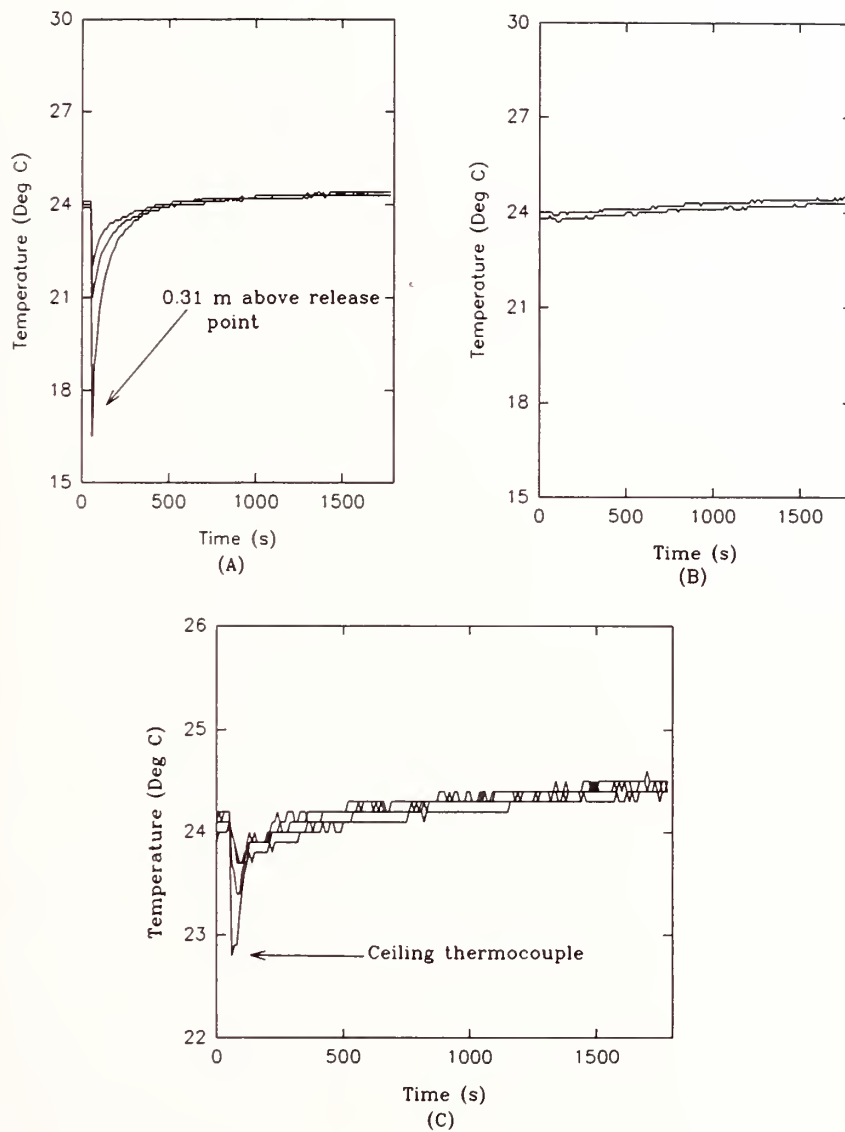 30
27
24
21
18
15
Temperature (Deg C)
0.31 m above release
point
0 500 1000 1500
Time (s)
(A)
30
27
24
21
18
15
Temperature (Deg C)
0 500 1000 1500
Time (s)
(B)
26
25
24
23
22
Temperature (Deg C)
Ceiling thermocouple
0 500 1000 1500
Time (s)
(C)